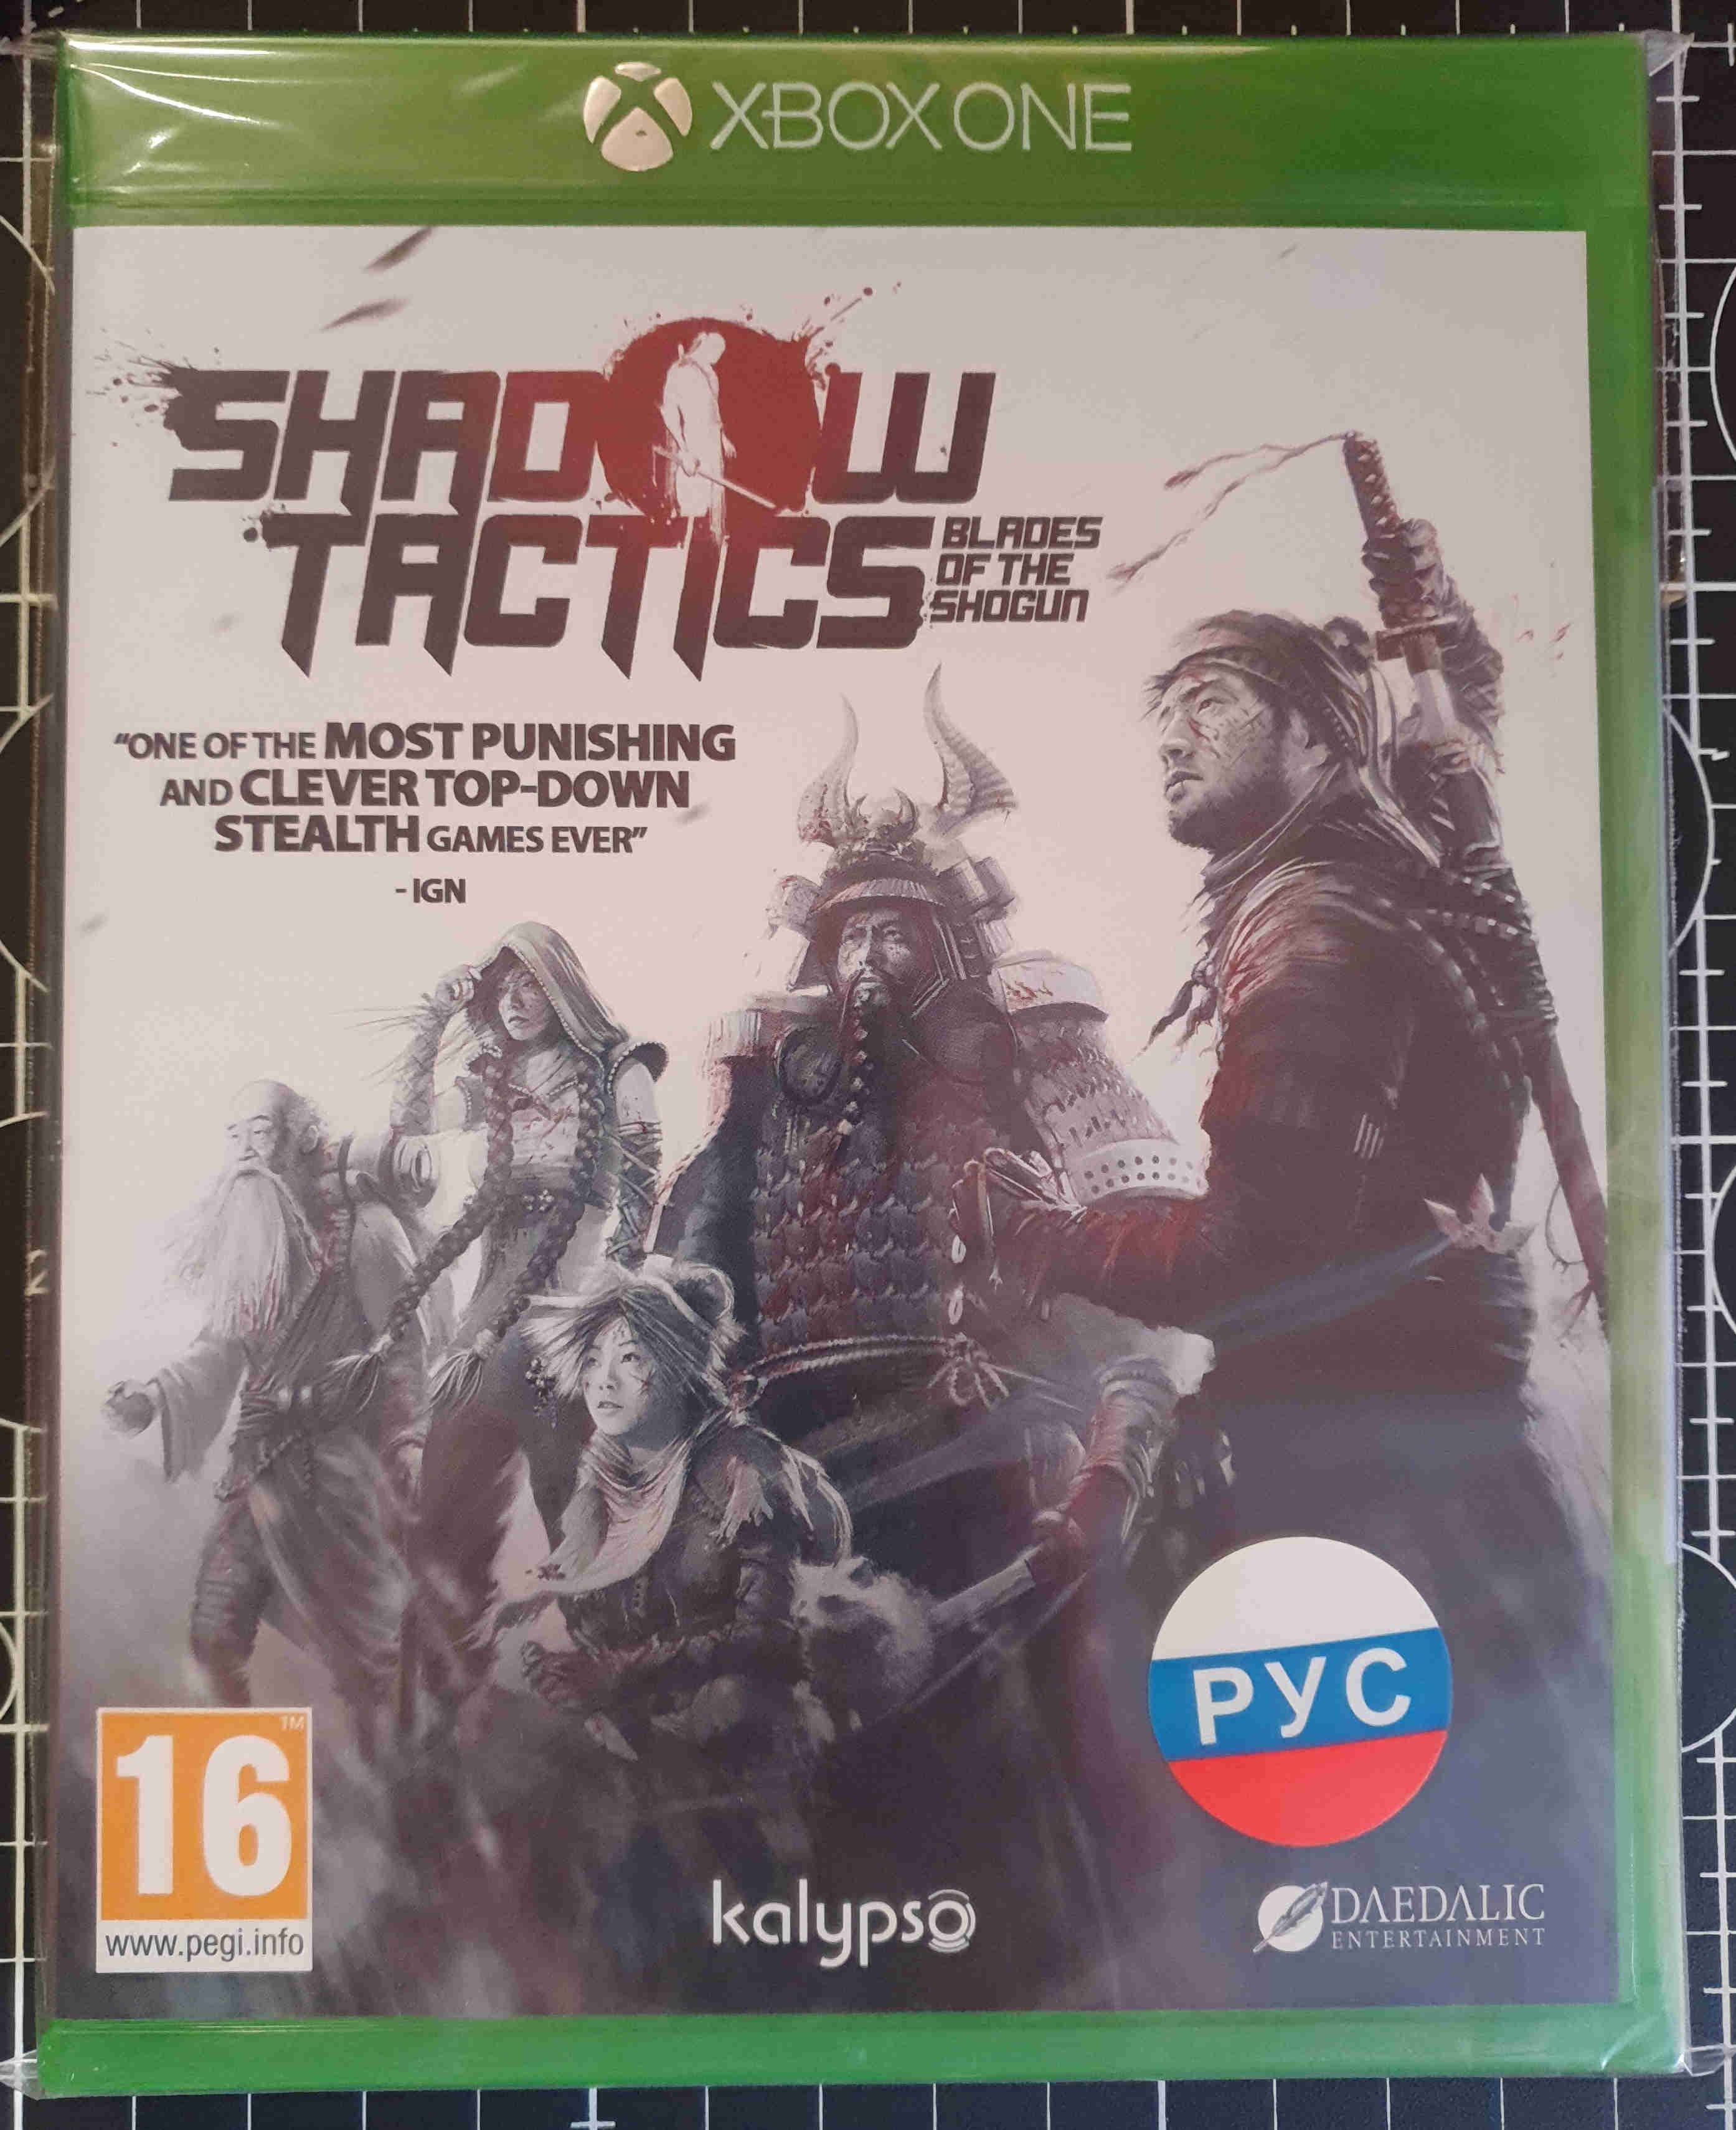 XBOX ONE
SHADOW
TACTICS
BLADES
OF THE
SHOGUN
“ONE OF THE MOST PUNISHING
AND CLEVER TOP-DOWN
STEALTH GAMES EVER”
- IGN
РУС
16™
www.pegi.info
kalypso
DAEDALIC
ENTERTAINMENT